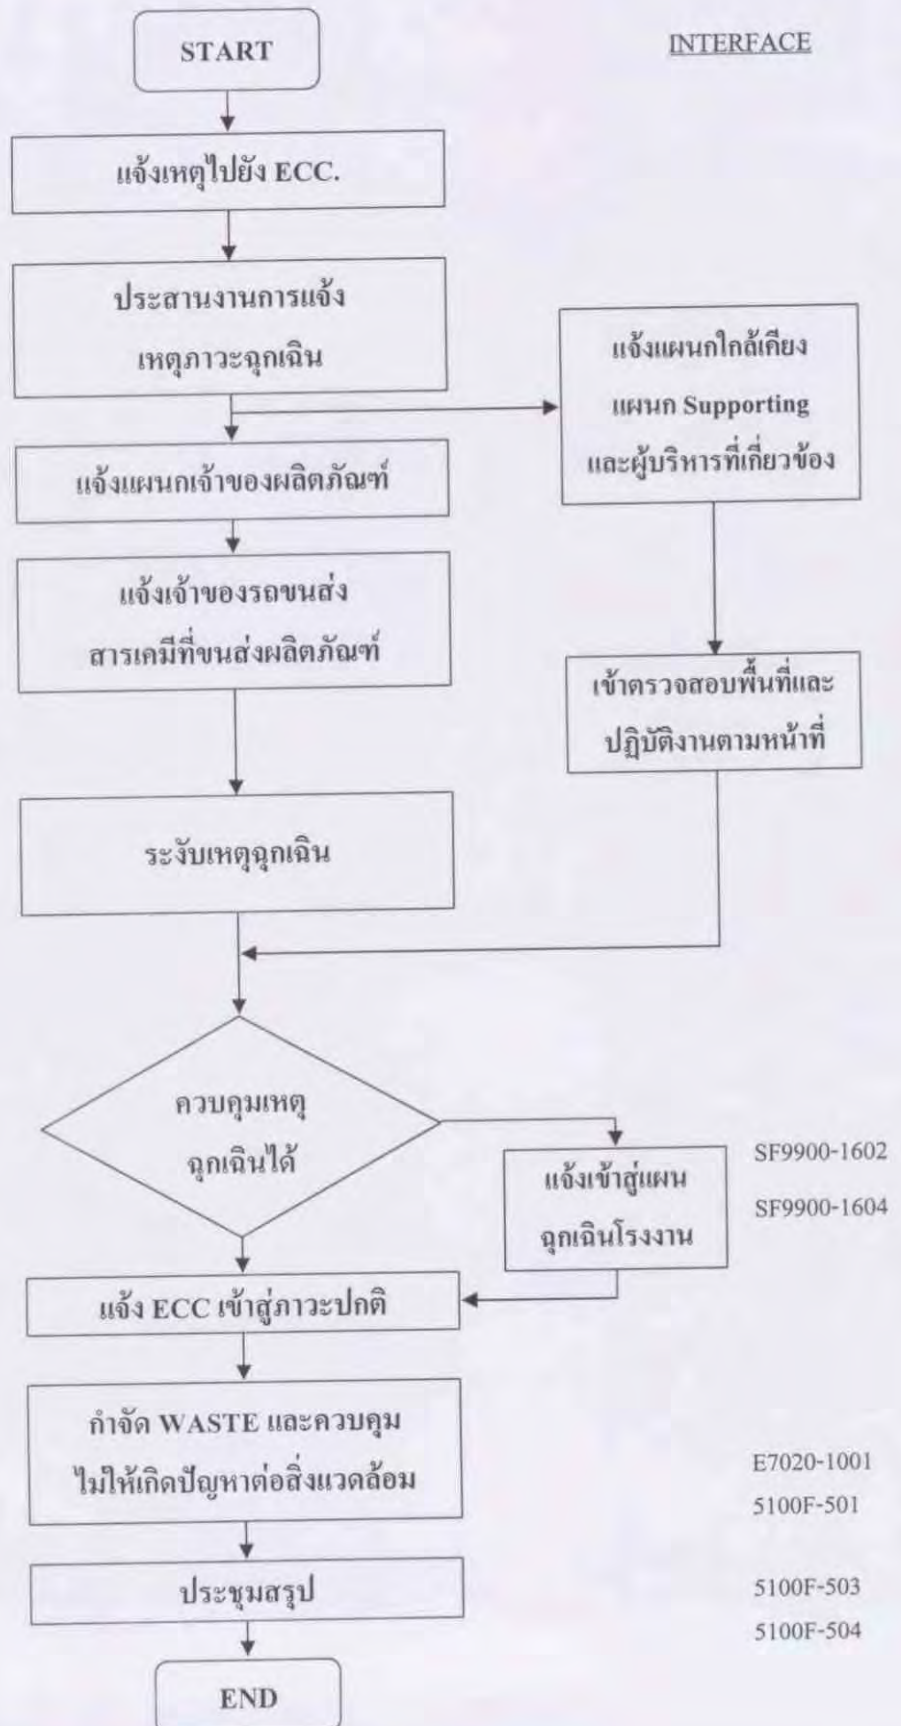 START
INTERFACE
แจ้งเหตุไปยัง ECC.
ประสานงานการแจ้ง
เหตุภาวะฉุกเฉิน
แจ้งแผนกใกล้เคียง
แผนก Supporting
และผู้บริหารที่เกี่ยวข้อง
แจ้งแผนกเจ้าของผลิตภัณฑ์
แจ้งเจ้าของรถขนส่ง
สารเคมีที่ขนส่งผลิตภัณฑ์
เข้าตรวจสอบพื้นที่และ
ปฏิบัติงานตามหน้าที่
ระงับเหตุฉุกเฉิน
ควบคุมเหตุ
ฉุกเฉินได้
แจ้งเข้าสู่แผน
ฉุกเฉินโรงงาน
SF9900-1602
SF9900-1604
แจ้ง ECC เข้าสู่ภาวะปกติ
กำจัด WASTE และควบคุม
ไม่ให้เกิดปัญหาต่อสิ่งแวดล้อม
E7020-1001
5100F-501
ประชุมสรุป
5100F-503
5100F-504
END